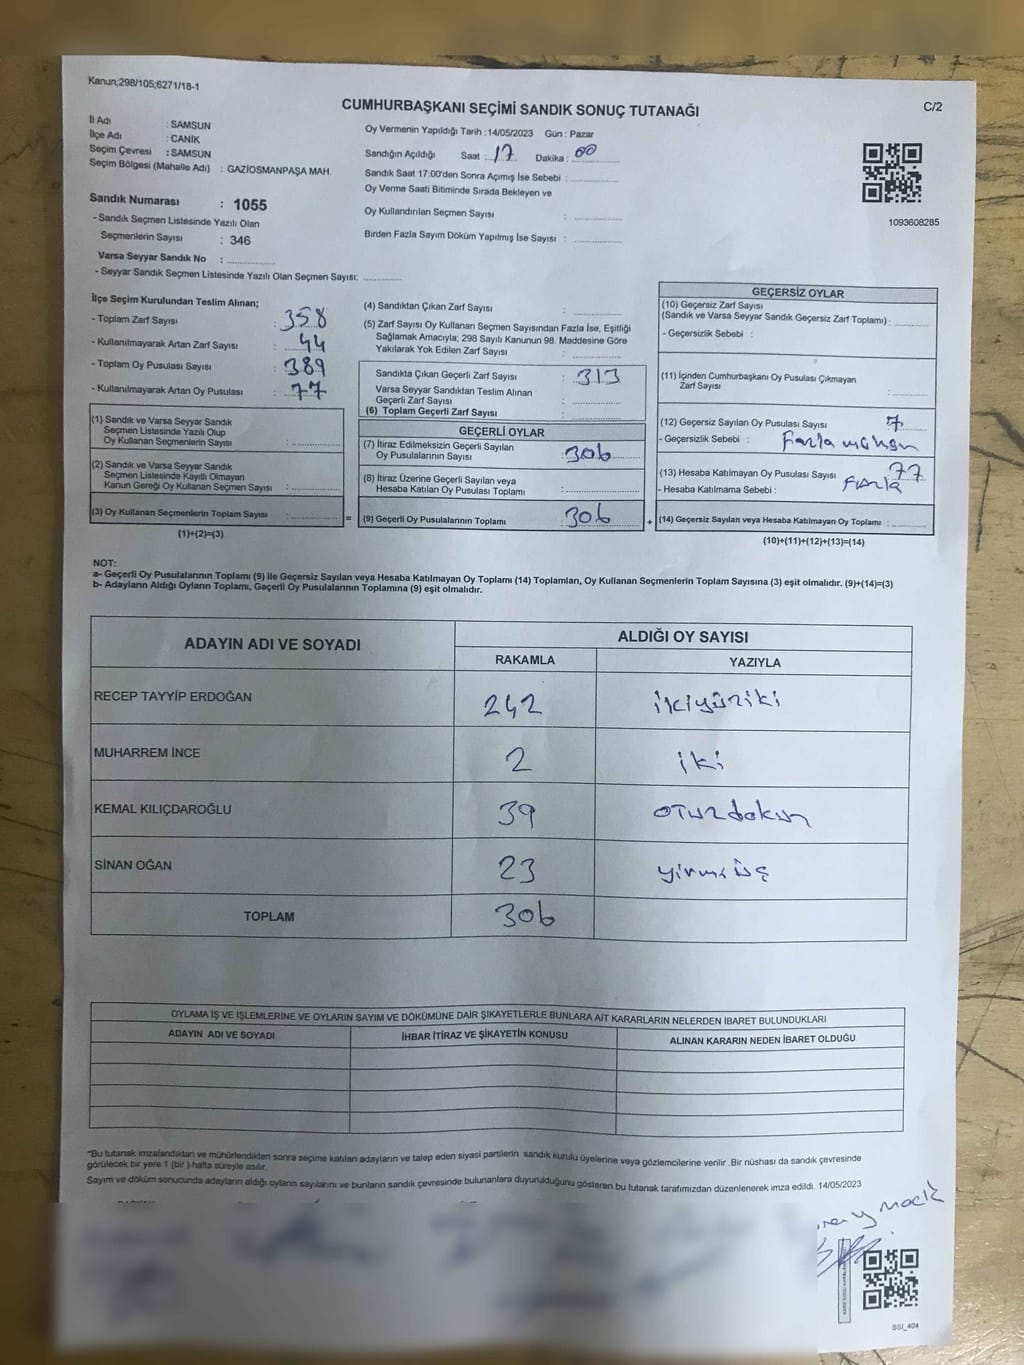 Kanun;298/105;6271/18-1
CUMHURBAŞKANI SEÇİMİ SANDIK SONUÇ TUTANAĞI
C/2
İl Adı : SAMSUN
İlçe Adı : CANİK
Seçim Çevresi : SAMSUN
Seçim Bölgesi (Mahalle Adı) : GAZİOSMANPAŞA MAH.
Sandık Numarası : 1055
- Sandık Seçmen Listesinde Yazılı Olan
Seçmenlerin Sayısı : 346
Varsa Seyyar Sandık No :
- Seyyar Sandık Seçmen Listesinde Yazılı Olan Seçmen Sayısı:
Oy Vermenin Yapıldığı Tarih :14/05/2023 Gün : Pazar
Sandığın Açıldığı Saat : 17 Dakika : 00
Sandık Saat 17:00'den Sonra Açımış İse Sebebi :
Oy Verme Saati Bitiminde Sırada Bekleyen ve
Oy Kullandırılan Seçmen Sayısı :
Birden Fazla Sayım Döküm Yapılmış İse Sayısı :
1093608285
İlçe Seçim Kurulundan Teslim Alınan;
- Toplam Zarf Sayısı : 358
- Kullanılmayarak Artan Zarf Sayısı : 44
- Toplam Oy Pusulası Sayısı : 389
- Kullanılmayarak Artan Oy Pusulası : 77
(1) Sandık ve Varsa Seyyar Sandık
Seçmen Listesinde Yazılı Olup
Oy Kullanan Seçmenlerin Sayısı :
(2) Sandık ve Varsa Seyyar Sandık
Seçmen Listesinde Kayıtlı Olmayan
Kanun Gereği Oy Kullanan Seçmen Sayısı :
(3) Oy Kullanan Seçmenlerin Toplam Sayısı : =
(1)+(2)=(3)
(4) Sandıktan Çıkan Zarf Sayısı :
(5) Zarf Sayısı Oy Kullanan Seçmen Sayısından Fazla İse, Eşitliği
Sağlamak Amacıyla; 298 Sayılı Kanunun 98. Maddesine Göre
Yakılarak Yok Edilen Zarf Sayısı :
Sandıkta Çıkan Geçerli Zarf Sayısı : 313
Varsa Seyyar Sandıktan Teslim Alınan
Geçerli Zarf Sayısı :
(6) Toplam Geçerli Zarf Sayısı :
GEÇERLİ OYLAR
(7) İtiraz Edilmeksizin Geçerli Sayılan
Oy Pusulalarının Sayısı : 306
(8) İtiraz Üzerine Geçerli Sayılan veya
Hesaba Katılan Oy Pusulası Toplamı :
(9) Geçerli Oy Pusulalarının Toplamı : 306 +
GEÇERSİZ OYLAR
(10) Geçersiz Zarf Sayısı
(Sandık ve Varsa Seyyar Sandık Geçersiz Zarf Toplamı) :
- Geçersizlik Sebebi :
(11) İçinden Cumhurbaşkanı Oy Pusulası Çıkmayan
Zarf Sayısı :
(12) Geçersiz Sayılan Oy Pusulası Sayısı : 7
- Geçersizlik Sebebi : Fazla
(13) Hesaba Katılmayan Oy Pusulası Sayısı : 77
- Hesaba Katılmama Sebebi : Fazla
(14) Geçersiz Sayılan veya Hesaba Katılmayan Oy Toplamı :
(10)+(11)+(12)+(13)=(14)
NOT:
a- Geçerli Oy Pusulalarının Toplamı (9) ile Geçersiz Sayılan veya Hesaba Katılmayan Oy Toplamı (14) Toplamları, Oy Kullanan Seçmenlerin Toplam Sayısına (3) eşit olmalıdır. (9)+(14)=(3)
b- Adayların Aldığı Oyların Toplamı, Geçerli Oy Pusulalarının Toplamına (9) eşit olmalıdır.
ADAYIN ADI VE SOYADI
ALDIĞI OY SAYISI
RAKAMLA YAZIYLA
RECEP TAYYİP ERDOĞAN 242 ikiyüziki
MUHARREM İNCE 2 iki
KEMAL KILIÇDAROĞLU 39 oTuzdokuz
SİNAN OĞAN 23 yirmi üç
TOPLAM 306
OYLAMA İŞ VE İŞLEMLERİNE VE OYLARIN SAYIM VE DÖKÜMÜNE DAİR ŞİKAYETLERLE BUNLARA AİT KARARLARIN NELERDEN İBARET BULUNDUKLARI
ADAYIN ADI VE SOYADI İHBAR İTİRAZ VE ŞİKAYETİN KONUSU ALINAN KARARIN NEDEN İBARET OLDUĞU
*Bu tutanak imzalandıktan ve mühürlendikten sonra seçime katılan adayların ve talep eden siyasi partilerin sandık kurulu üyelerine veya gözlemcilerine verilir .Bir nüshası da sandık çevresinde
görülecek bir yere 1 (bir ) hafta süreyle asılır.
Sayım ve döküm sonucunda adayların aldığı oyların sayılarını ve bunların sandık çevresinde bulunanlara duyurulduğunu gösteren bu tutanak tarafımızdan düzenlenerek imza edildi. 14/05/2023